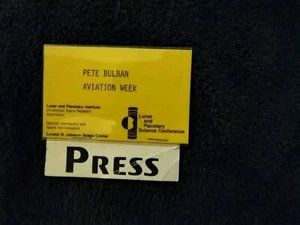 PETE BULBAN
AVIATION WEEK
Lunar and Planetary Institute
Universities Space Research
Association
National Aeronautics and
Space Administration
Lyndon B. Johnson Space Center
Lunar
and
Planetary
Science Conference
PRESS